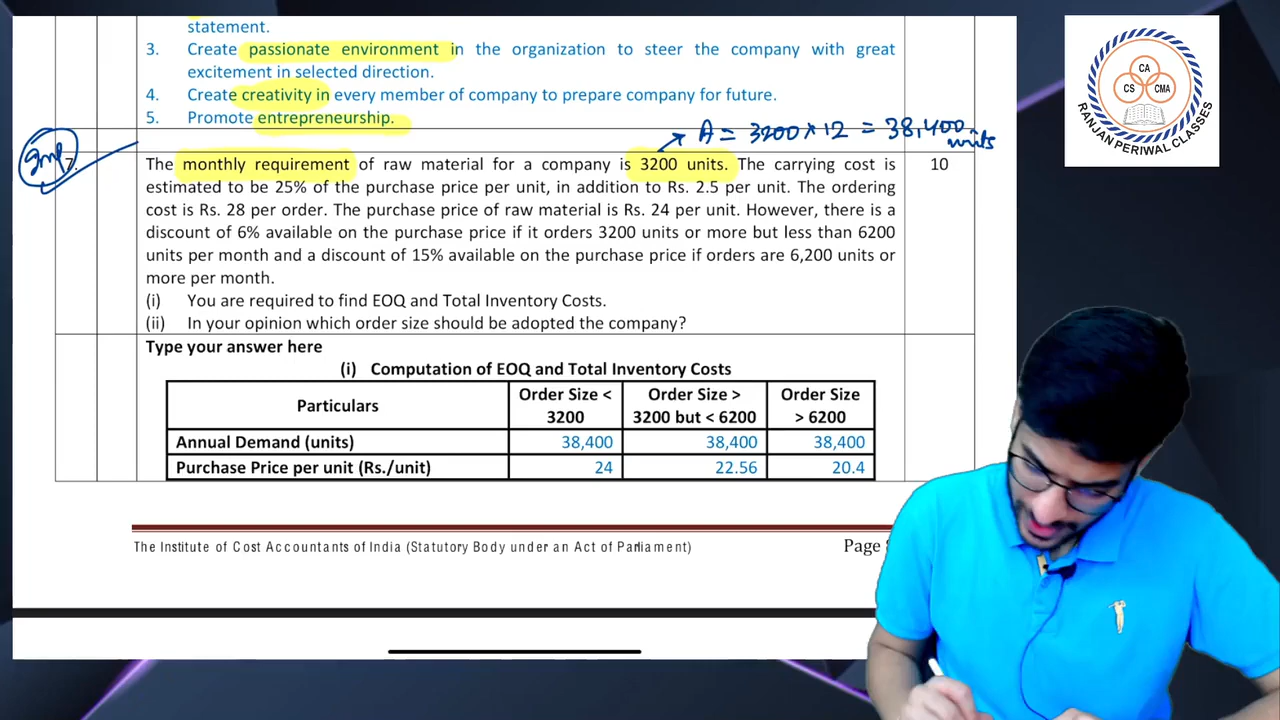 statement.
3. Create passionate environment in the organization to steer the company with great
excitement in selected direction.
4. Create creativity in every member of company to prepare company for future.
5. Promote entrepreneurship.
A = 3200 × 12 = 38,400 units
Imp
7.
The monthly requirement of raw material for a company is 3200 units. The carrying cost is 10
estimated to be 25% of the purchase price per unit, in addition to Rs. 2.5 per unit. The ordering
cost is Rs. 28 per order. The purchase price of raw material is Rs. 24 per unit. However, there is a
discount of 6% available on the purchase price if it orders 3200 units or more but less than 6200
units per month and a discount of 15% available on the purchase price if orders are 6,200 units or
more per month.
(i) You are required to find EOQ and Total Inventory Costs.
(ii) In your opinion which order size should be adopted the company?
Type your answer here
(i) Computation of EOQ and Total Inventory Costs
Particulars Order Size < 3200 Order Size > 3200 but < 6200 Order Size > 6200
Annual Demand (units) 38,400 38,400 38,400
Purchase Price per unit (Rs./unit) 24 22.56 20.4
The Institute of Cost Accountants of India (Statutory Body under an Act of Parliament) Page
CA
CS CMA
RANJAN PERIWAL CLASSES